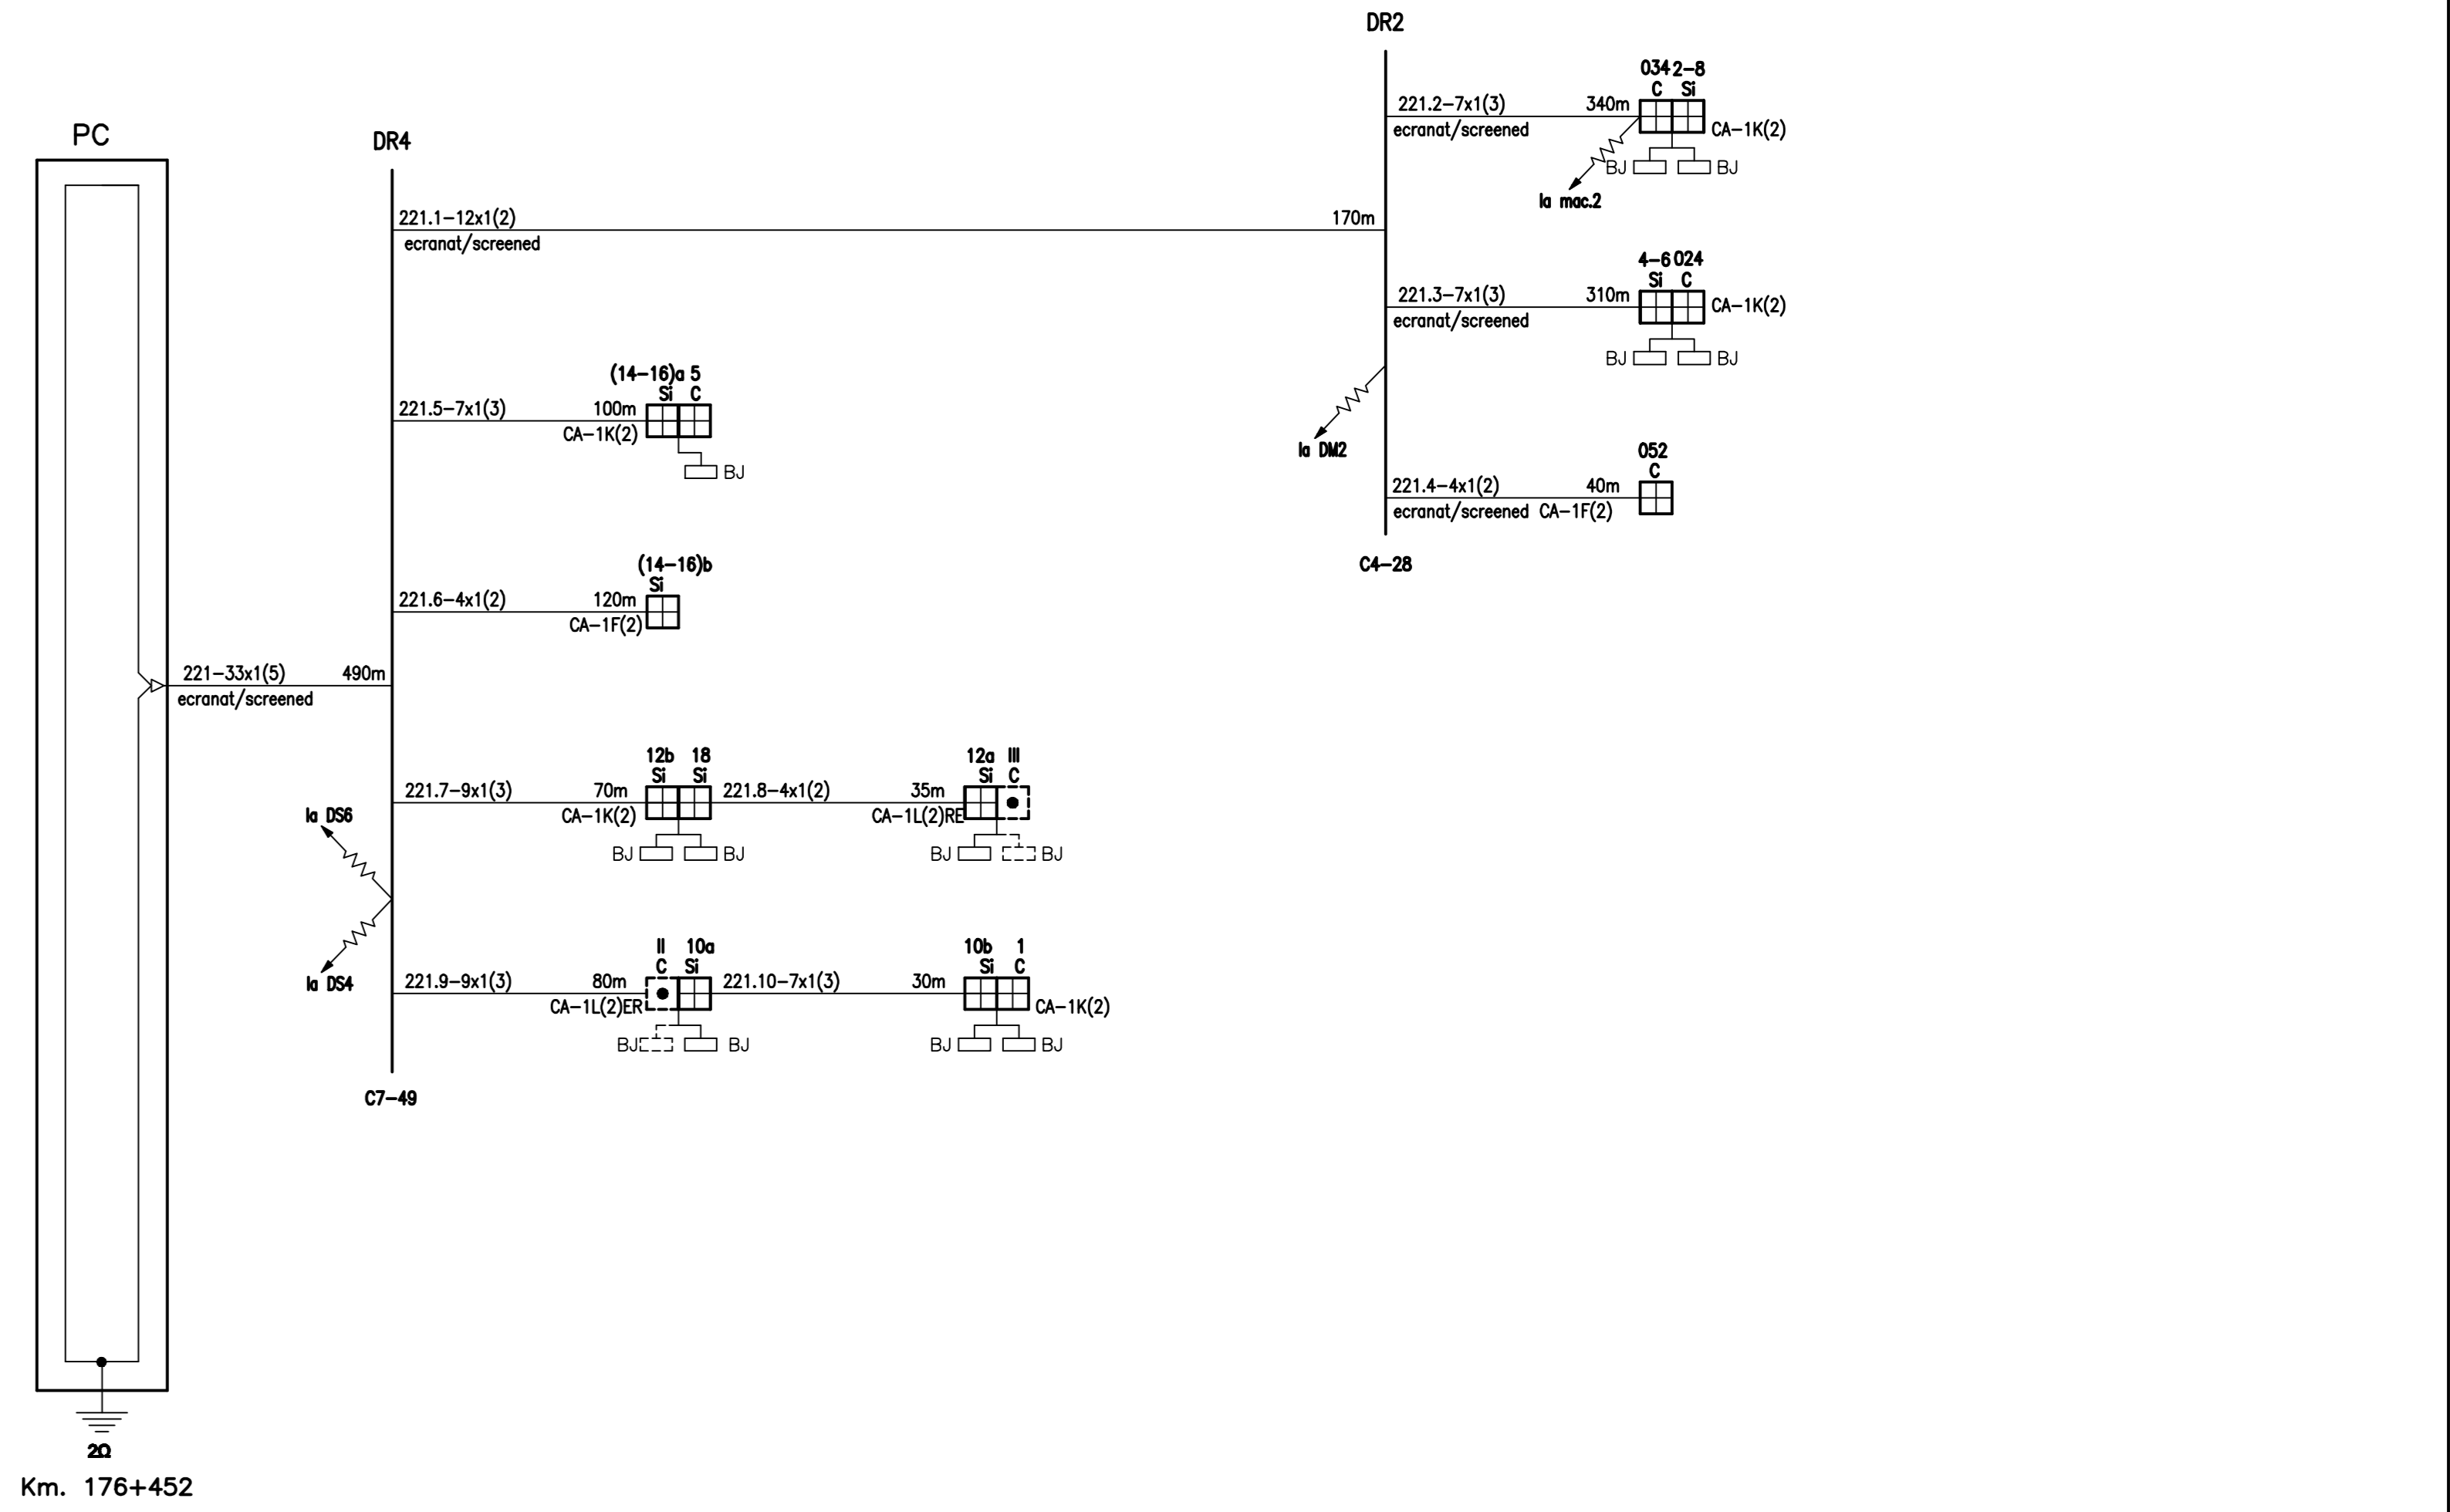 DR2
034 2-8
C Si
221.2-7x1(3) 340m
ecranat/screened
CA-1K(2)
BJ BJ
la mac.2
PC
DR4
221.1-12x1(2) 170m
ecranat/screened
4-6 024
Si C
221.3-7x1(3) 310m
ecranat/screened
CA-1K(2)
BJ BJ
(14-16)a 5
Si C
221.5-7x1(3) 100m
CA-1K(2)
BJ
la DM2
052
C
221.4-4x1(2) 40m
ecranat/screened CA-1F(2)
C4-28
(14-16)b
Si
221.6-4x1(2) 120m
CA-1F(2)
221-33x1(5) 490m
ecranat/screened
12b 18
Si Si
221.7-9x1(3) 70m
CA-1K(2)
BJ BJ
221.8-4x1(2) 35m
12a III
Si C
CA-1L(2)RE
BJ BJ
la DS6
la DS4
II 10a
C Si
221.9-9x1(3) 80m
CA-1L(2)ER
BJ BJ
221.10-7x1(3) 30m
10b 1
Si C
CA-1K(2)
BJ BJ
C7-49
2Ω
Km. 176+452